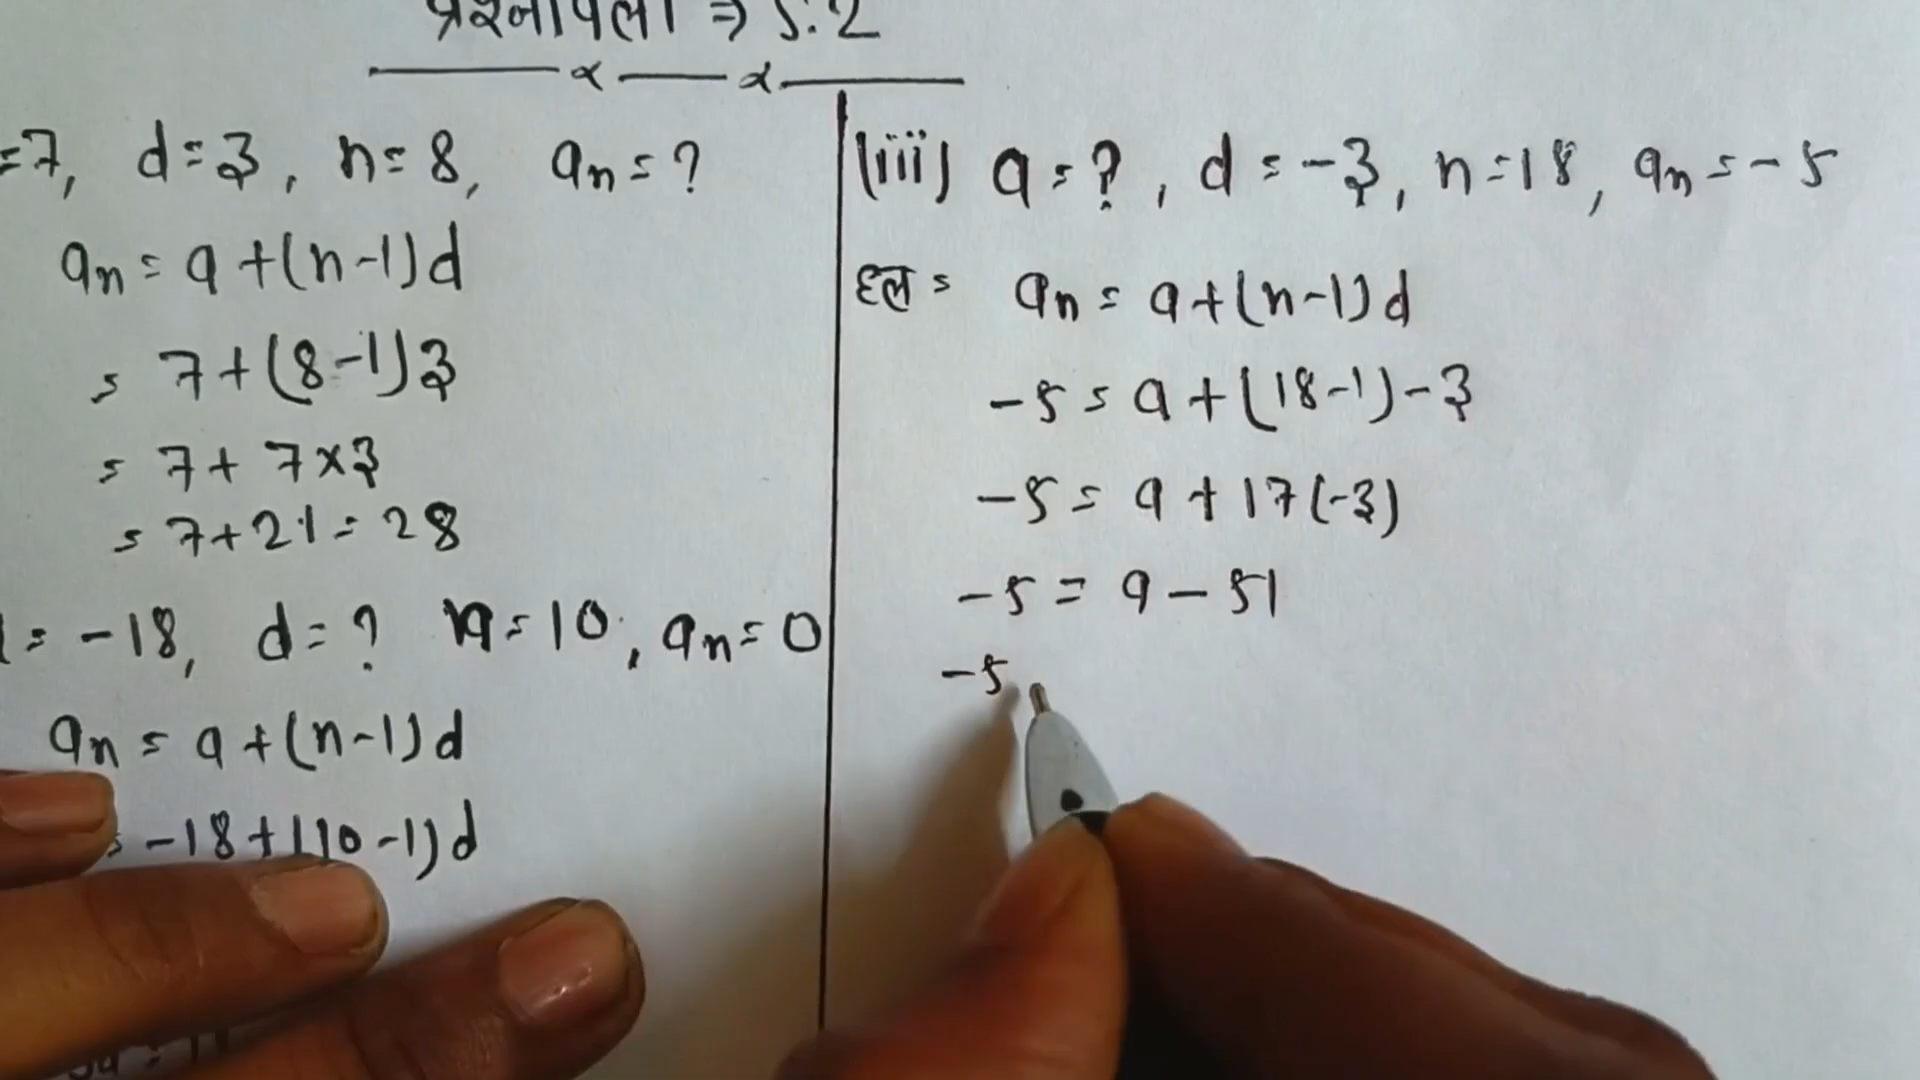 प्रश्नावली ⇒ 5.2
=7, d=3, n=8, an=?
an = a+(n-1)d
= 7+(8-1)3
= 7+ 7×3
= 7+21=28
= -18, d=? n=10, an=0
an = a+(n-1)d
= -18+(10-1)d
(iii) a=?, d=-3, n=18, an=-5
हल= an = a+(n-1)d
-5 = a+(18-1)-3
-5 = a+17(-3)
-5 = a-51
-5